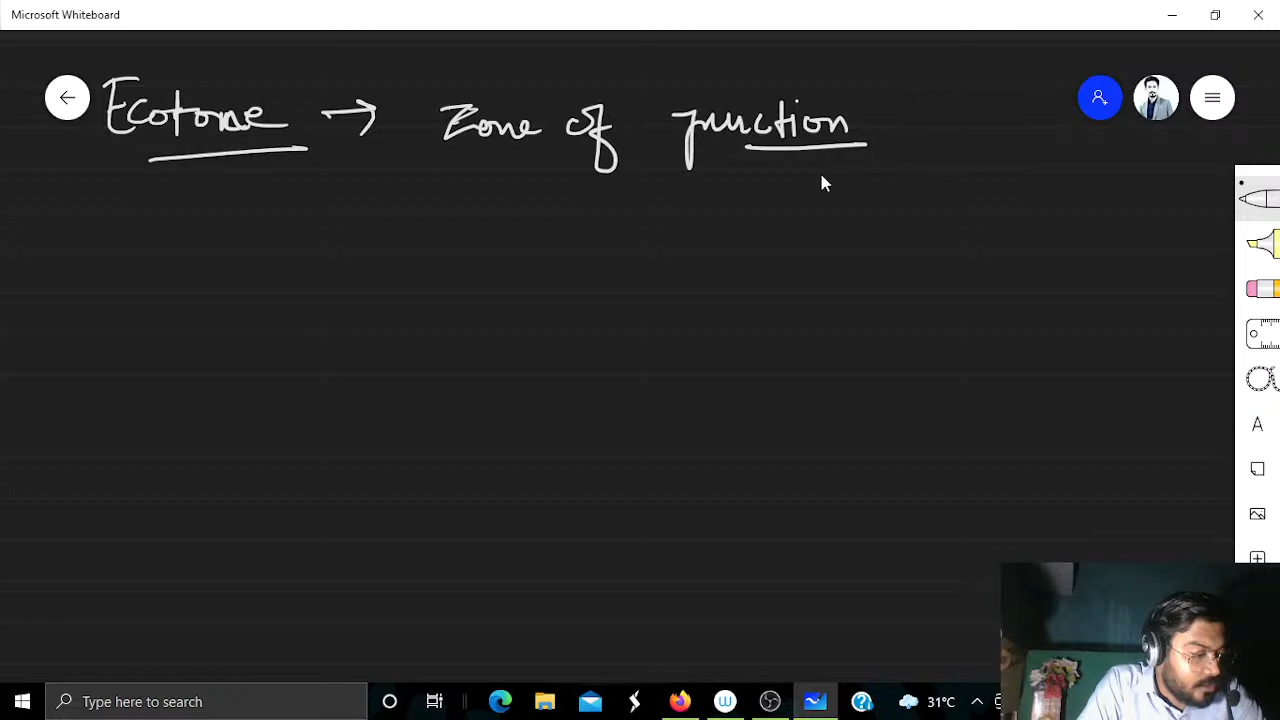 Microsoft Whiteboard
Ecotone → Zone of junction
A
Type here to search
31°C